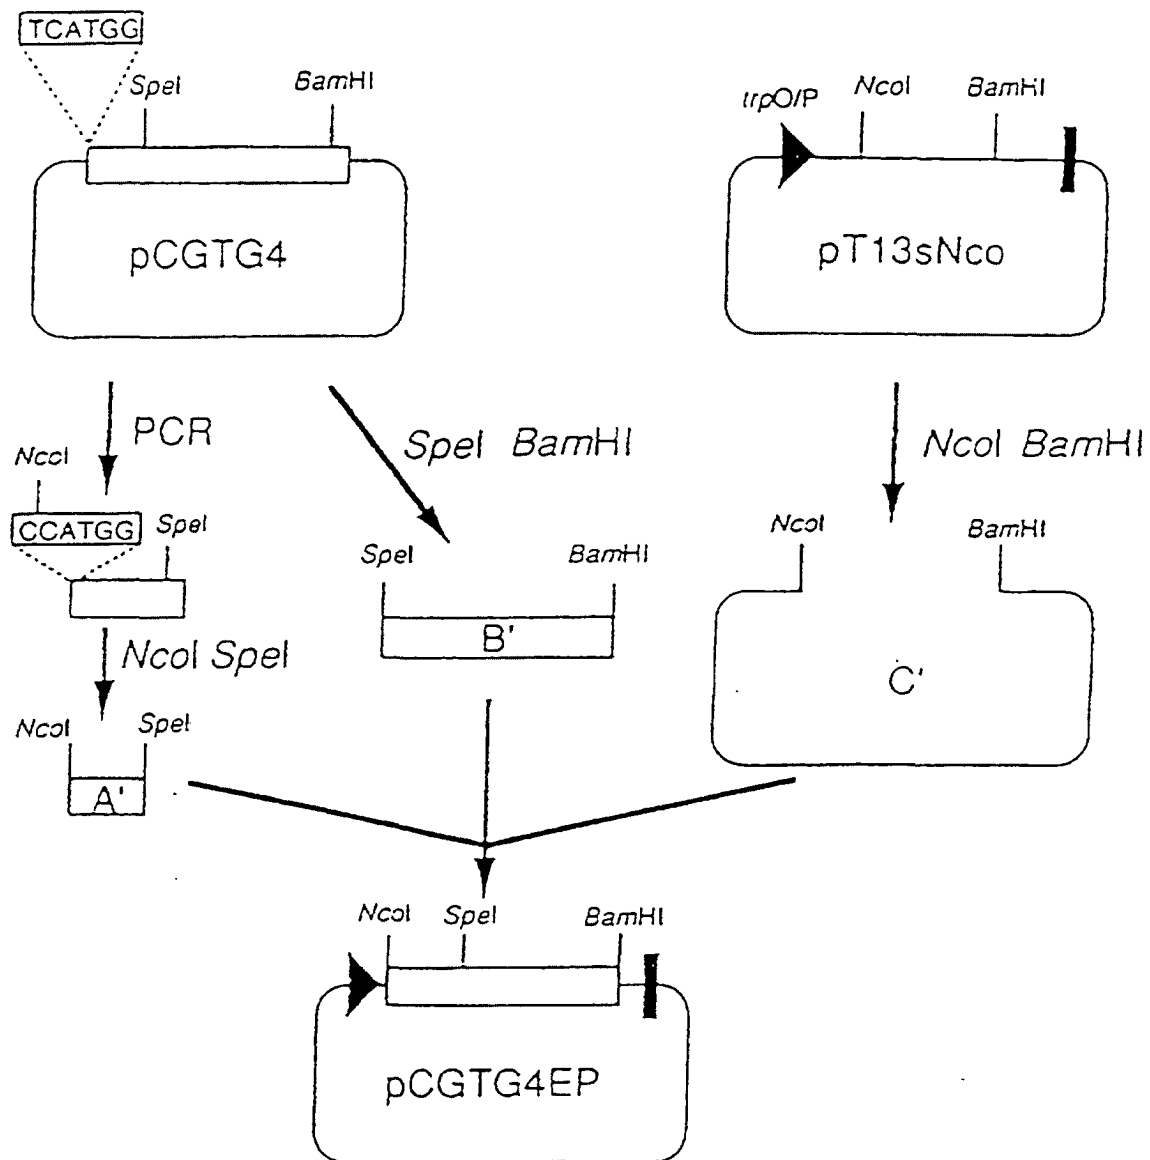 TCATGG
SpeI
BamHI
pCGTG4
trpO/P
NcoI
BamHI
pT13sNco
PCR
SpeI BamHI
NcoI BamHI
NcoI
CCATGG
SpeI
NcoI SpeI
SpeI
BamHI
B'
NcoI
BamHI
C'
NcoI
SpeI
A'
NcoI
SpeI
BamHI
pCGTG4EP